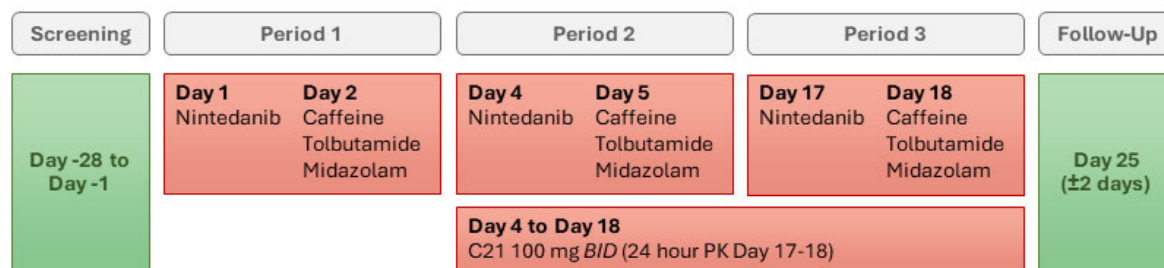 Screening
Period 1
Period 2
Period 3
Follow-Up
Day -28 to
Day -1
Day 1
Nintedanib
Day 2
Caffeine
Tolbutamide
Midazolam
Day 4
Nintedanib
Day 5
Caffeine
Tolbutamide
Midazolam
Day 17
Nintedanib
Day 18
Caffeine
Tolbutamide
Midazolam
Day 4 to Day 18
C21 100 mg BID (24 hour PK Day 17-18)
Day 25
(±2 days)